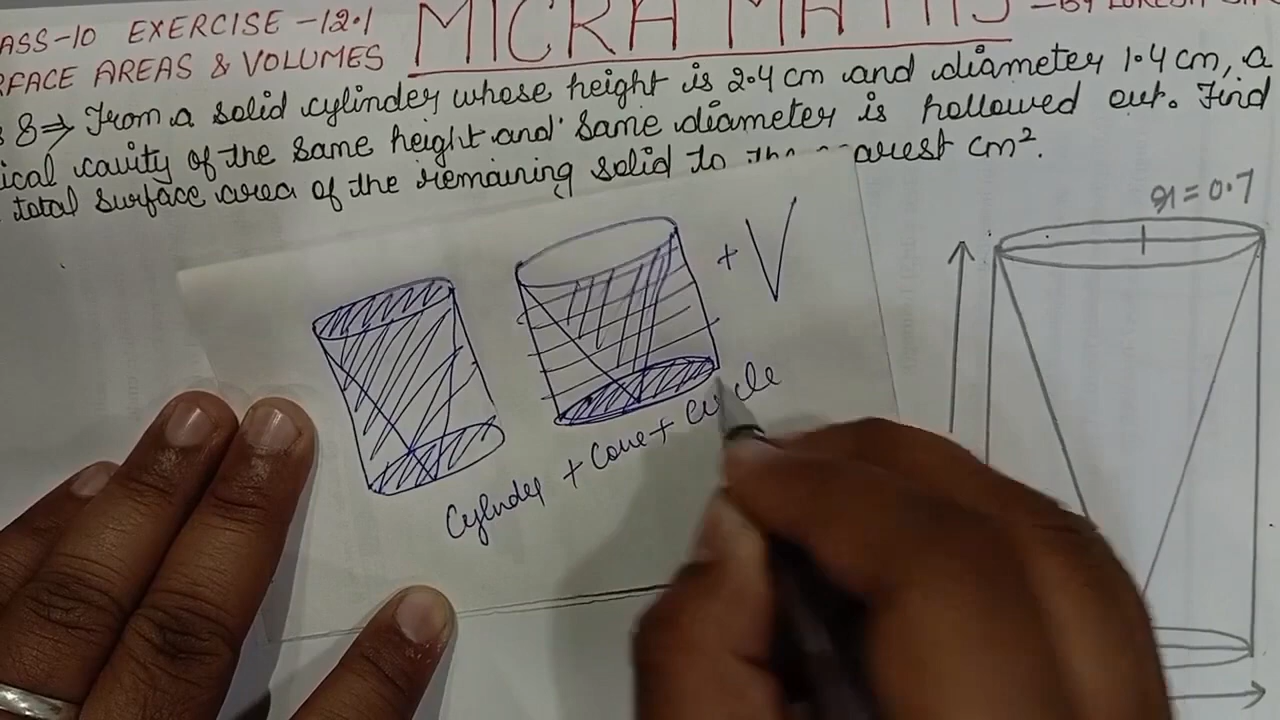 ASS-10 EXERCISE -12.1
MICRA MATHS
RFACE AREAS & VOLUMES
8⇒ From a solid cylinder, whose height is 2.4 cm and diameter 1.4 cm, a
ical cavity of the same height and same diameter is hollowed out. Find
total surface area of the remaining solid to the arest cm².
r = 0.7
+ V
Cylinder + Cone + Circle